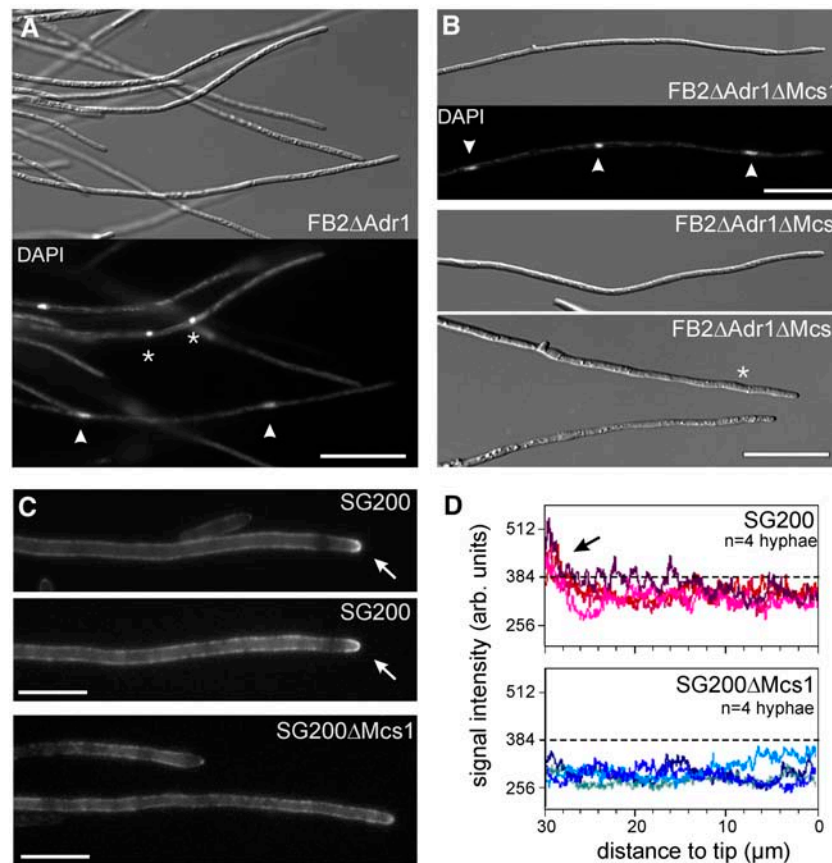 A
FB2ΔAdr1
DAPI
*
*
B
FB2ΔAdr1ΔMcs1
DAPI
FB2ΔAdr1ΔMcs
FB2ΔAdr1ΔMcs
*
C
SG200
SG200
SG200ΔMcs1
D
SG200
n=4 hyphae
512
384
256
SG200ΔMcs1
n=4 hyphae
512
384
256
signal intensity (arb. units)
30 20 10 0
distance to tip (μm)